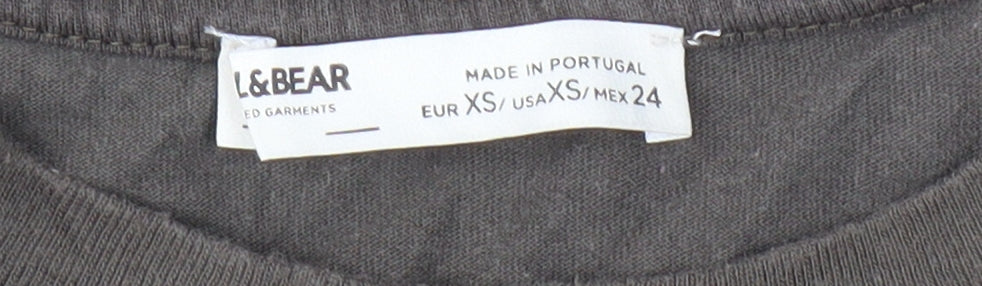 L&BEAR
ED GARMENTS
MADE IN PORTUGAL
EUR XS/ USA XS/ MEX 24